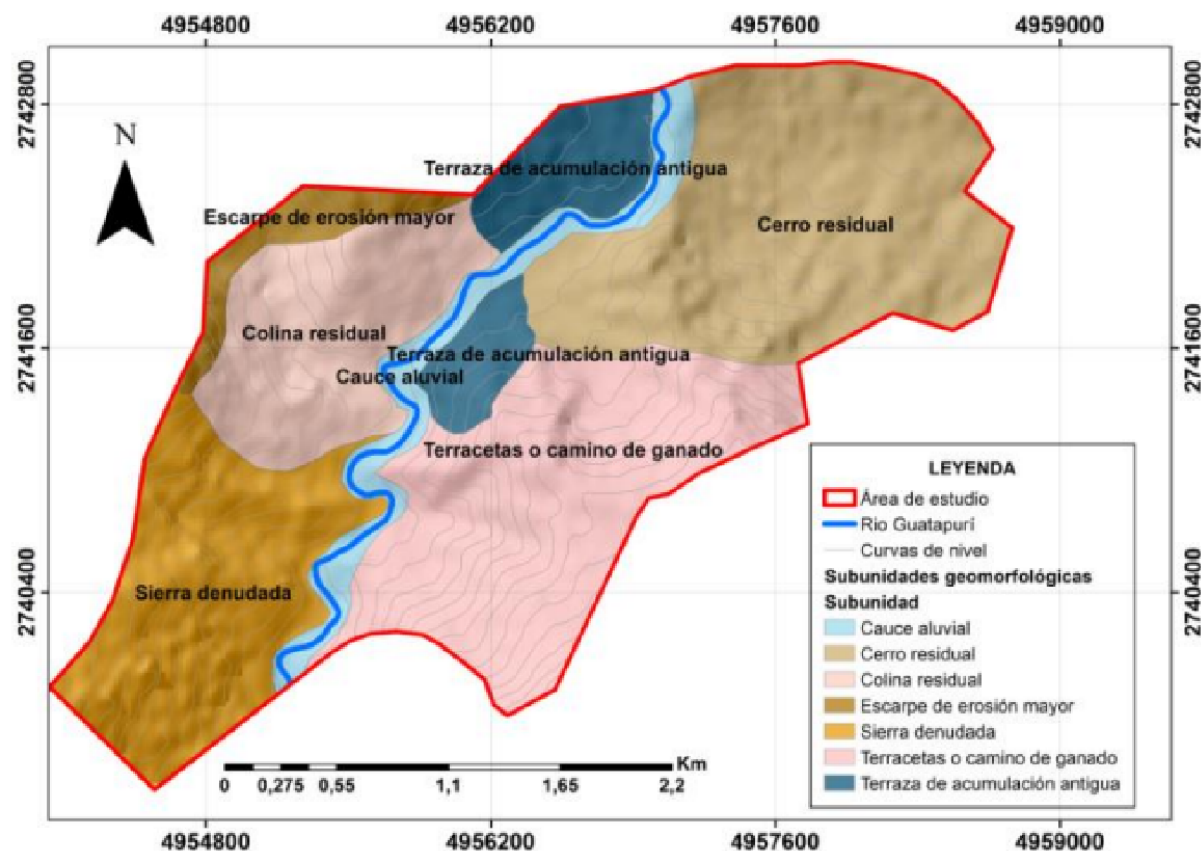 4954800 4956200 4957600 4959000
2742800
2742800
N
Terraza de acumulación antigua
Escarpe de erosión mayor
Cerro residual
Colina residual
2741600
2741600
Terraza de acumulación antigua
Cauce aluvial
Terracetas o camino de ganado
Sierra denudada
2740400
2740400
LEYENDA
Área de estudio
Rio Guatapurí
Curvas de nivel
Subunidades geomorfológicas
Subunidad
Cauce aluvial
Cerro residual
Colina residual
Escarpe de erosión mayor
Sierra denudada
Terracetas o camino de ganado
Terraza de acumulación antigua
Km
0 0,275 0,55 1,1 1,65 2,2
4954800 4956200 4957600 4959000